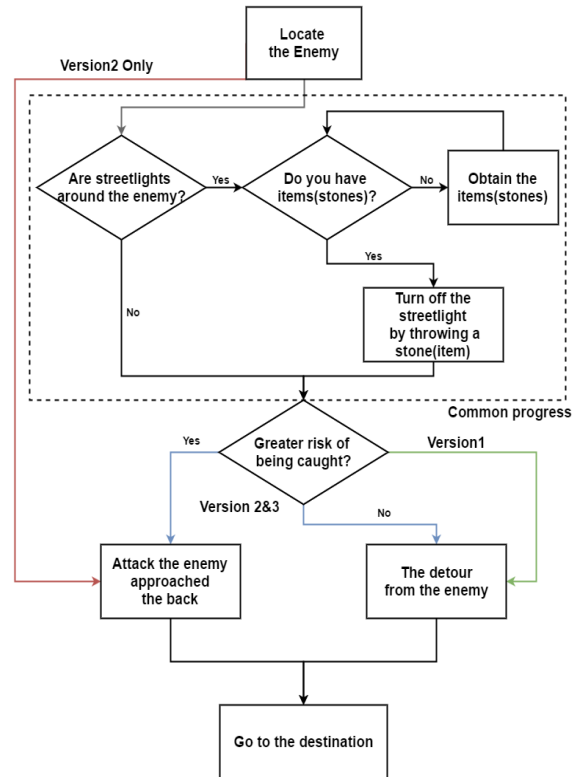 Locate
the Enemy
Version2 Only
Are streetlights
around the enemy?
Yes
Do you have
items(stones)?
No
Obtain the
items(stones)
Yes
No
Turn off the
streetlight
by throwing a
stone(item)
Common progress
Greater risk of
being caught?
Yes
Version1
Version 2&3
No
Attack the enemy
approached
the back
The detour
from the enemy
Go to the destination